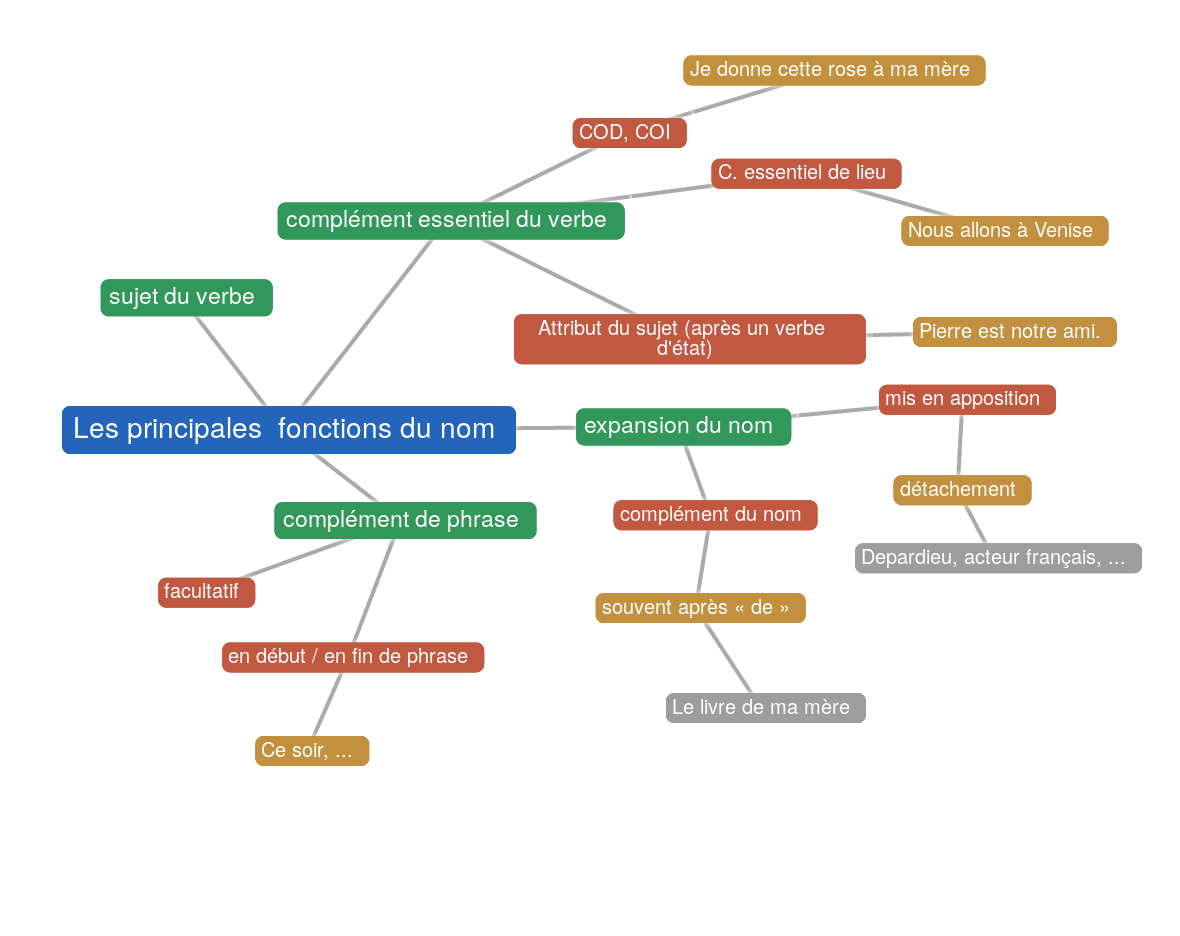 Je donne cette rose à ma mère
COD, COI
C. essentiel de lieu
complément essentiel du verbe
Nous allons à Venise
sujet du verbe
Attribut du sujet (après un verbe
d'état)
Pierre est notre ami.
mis en apposition
Les principales  fonctions du nom
expansion du nom
détachement
complément de phrase
complément du nom
Depardieu, acteur français, ...
facultatif
souvent après « de »
en début / en fin de phrase
Le livre de ma mère
Ce soir, ...